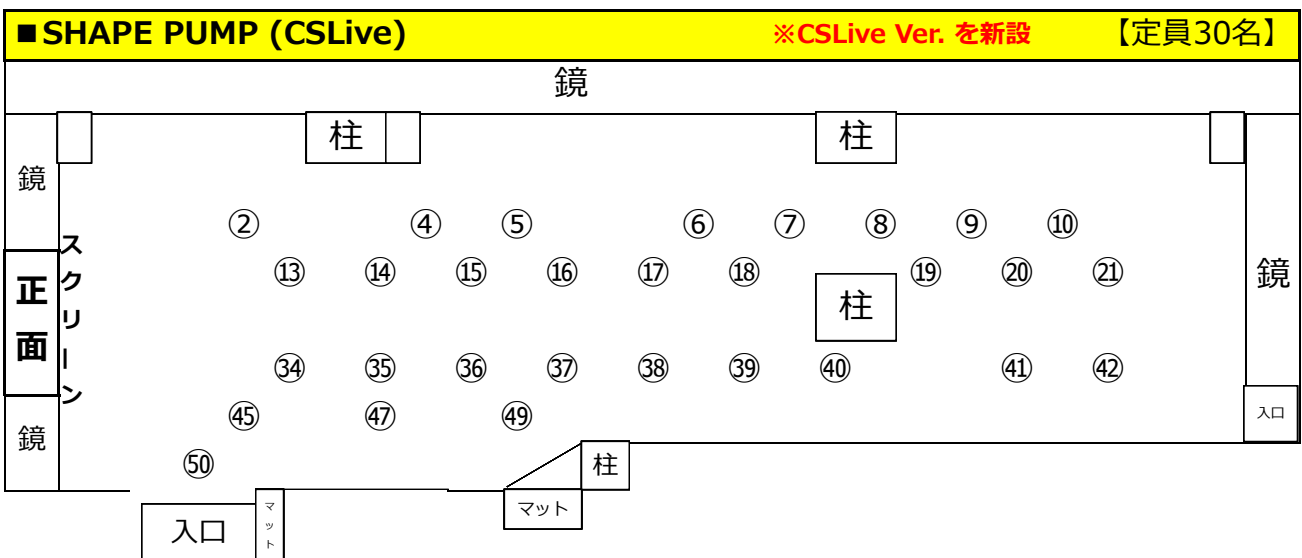 ■SHAPE PUMP (CSLive) ※CSLive Ver. を新設 【定員30名】
鏡
柱 柱
鏡
② ④ ⑤ ⑥ ⑦ ⑧ ⑨ ⑩
スクリーン
⑬ ⑭ ⑮ ⑯ ⑰ ⑱ ⑲ ⑳ ㉑
正面
柱
鏡
㉞ ㉟ ㊱ ㊲ ㊳ ㊴ ㊵ ㊶ ㊷
㊺ ㊼ ㊾
入口
鏡
㊿
柱
マット
マット
入口